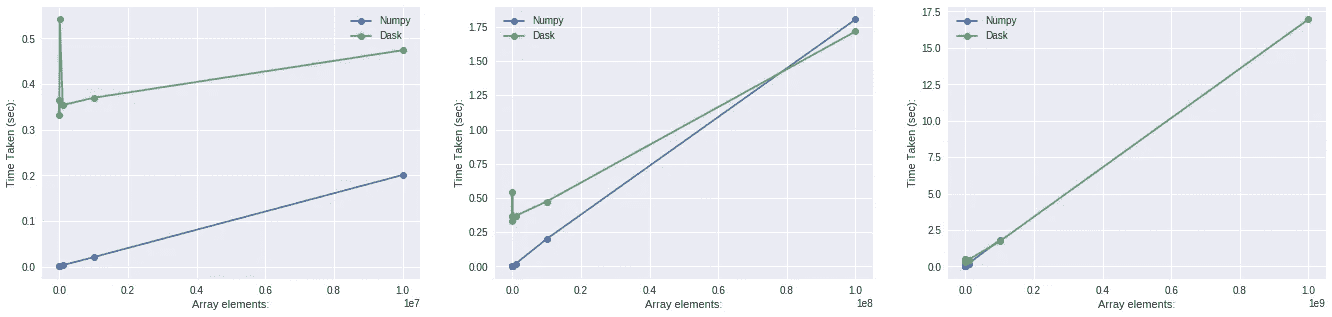 Numpy
Dask
0.5
0.4
0.3
0.2
0.1
0.0
Time Taken (sec):
0.0 0.2 0.4 0.6 0.8 1.0
1e7
Array elements:
Numpy
Dask
1.75
1.50
1.25
1.00
0.75
0.50
0.25
0.00
Time Taken (sec):
0.0 0.2 0.4 0.6 0.8 1.0
1e8
Array elements:
Numpy
Dask
17.5
15.0
12.5
10.0
7.5
5.0
2.5
0.0
Time Taken (sec):
0.0 0.2 0.4 0.6 0.8 1.0
1e9
Array elements: